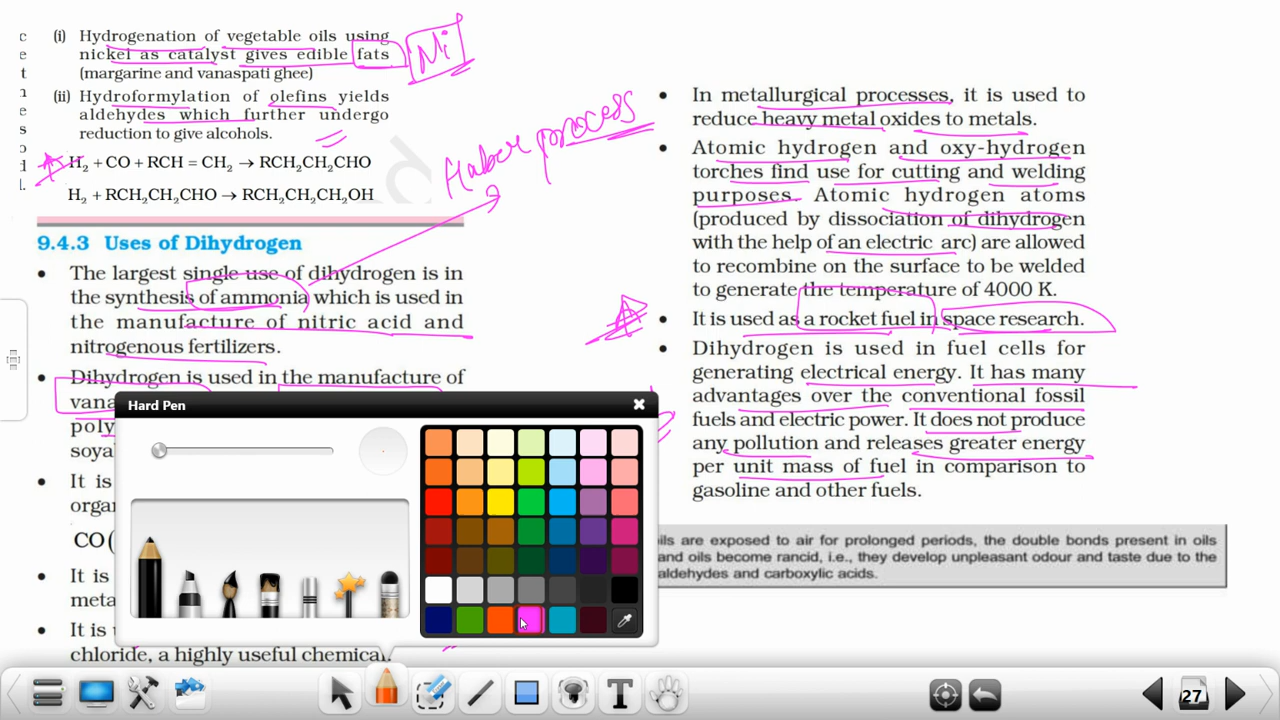 c
e
t
n
e
s
o
d
l.
(i) Hydrogenation of vegetable oils using
nickel as catalyst gives edible fats
(margarine and vanaspati ghee)
(ii) Hydroformylation of olefins yields
aldehydes which further undergo
reduction to give alcohols.
H₂ + CO + RCH = CH₂ → RCH₂CH₂CHO
H₂ + RCH₂CH₂CHO → RCH₂CH₂CH₂OH
Ni
Haber process
9.4.3 Uses of Dihydrogen
• The largest single use of dihydrogen is in
the synthesis of ammonia which is used in
the manufacture of nitric acid and
nitrogenous fertilizers.
• Dihydrogen is used in the manufacture of
vana
poly
soya
• It is
orga
CO(
• It is
meta
• It is
chloride, a highly useful chemical.
• In metallurgical processes, it is used to
reduce heavy metal oxides to metals.
• Atomic hydrogen and oxy-hydrogen
torches find use for cutting and welding
purposes. Atomic hydrogen atoms
(produced by dissociation of dihydrogen
with the help of an electric arc) are allowed
to recombine on the surface to be welded
to generate the temperature of 4000 K.
• It is used as a rocket fuel in space research.
• Dihydrogen is used in fuel cells for
generating electrical energy. It has many
advantages over the conventional fossil
fuels and electric power. It does not produce
any pollution and releases greater energy
per unit mass of fuel in comparison to
gasoline and other fuels.
ils are exposed to air for prolonged periods, the double bonds present in oils
and oils become rancid, i.e., they develop unpleasant odour and taste due to the
aldehydes and carboxylic acids.
Hard Pen
T
27